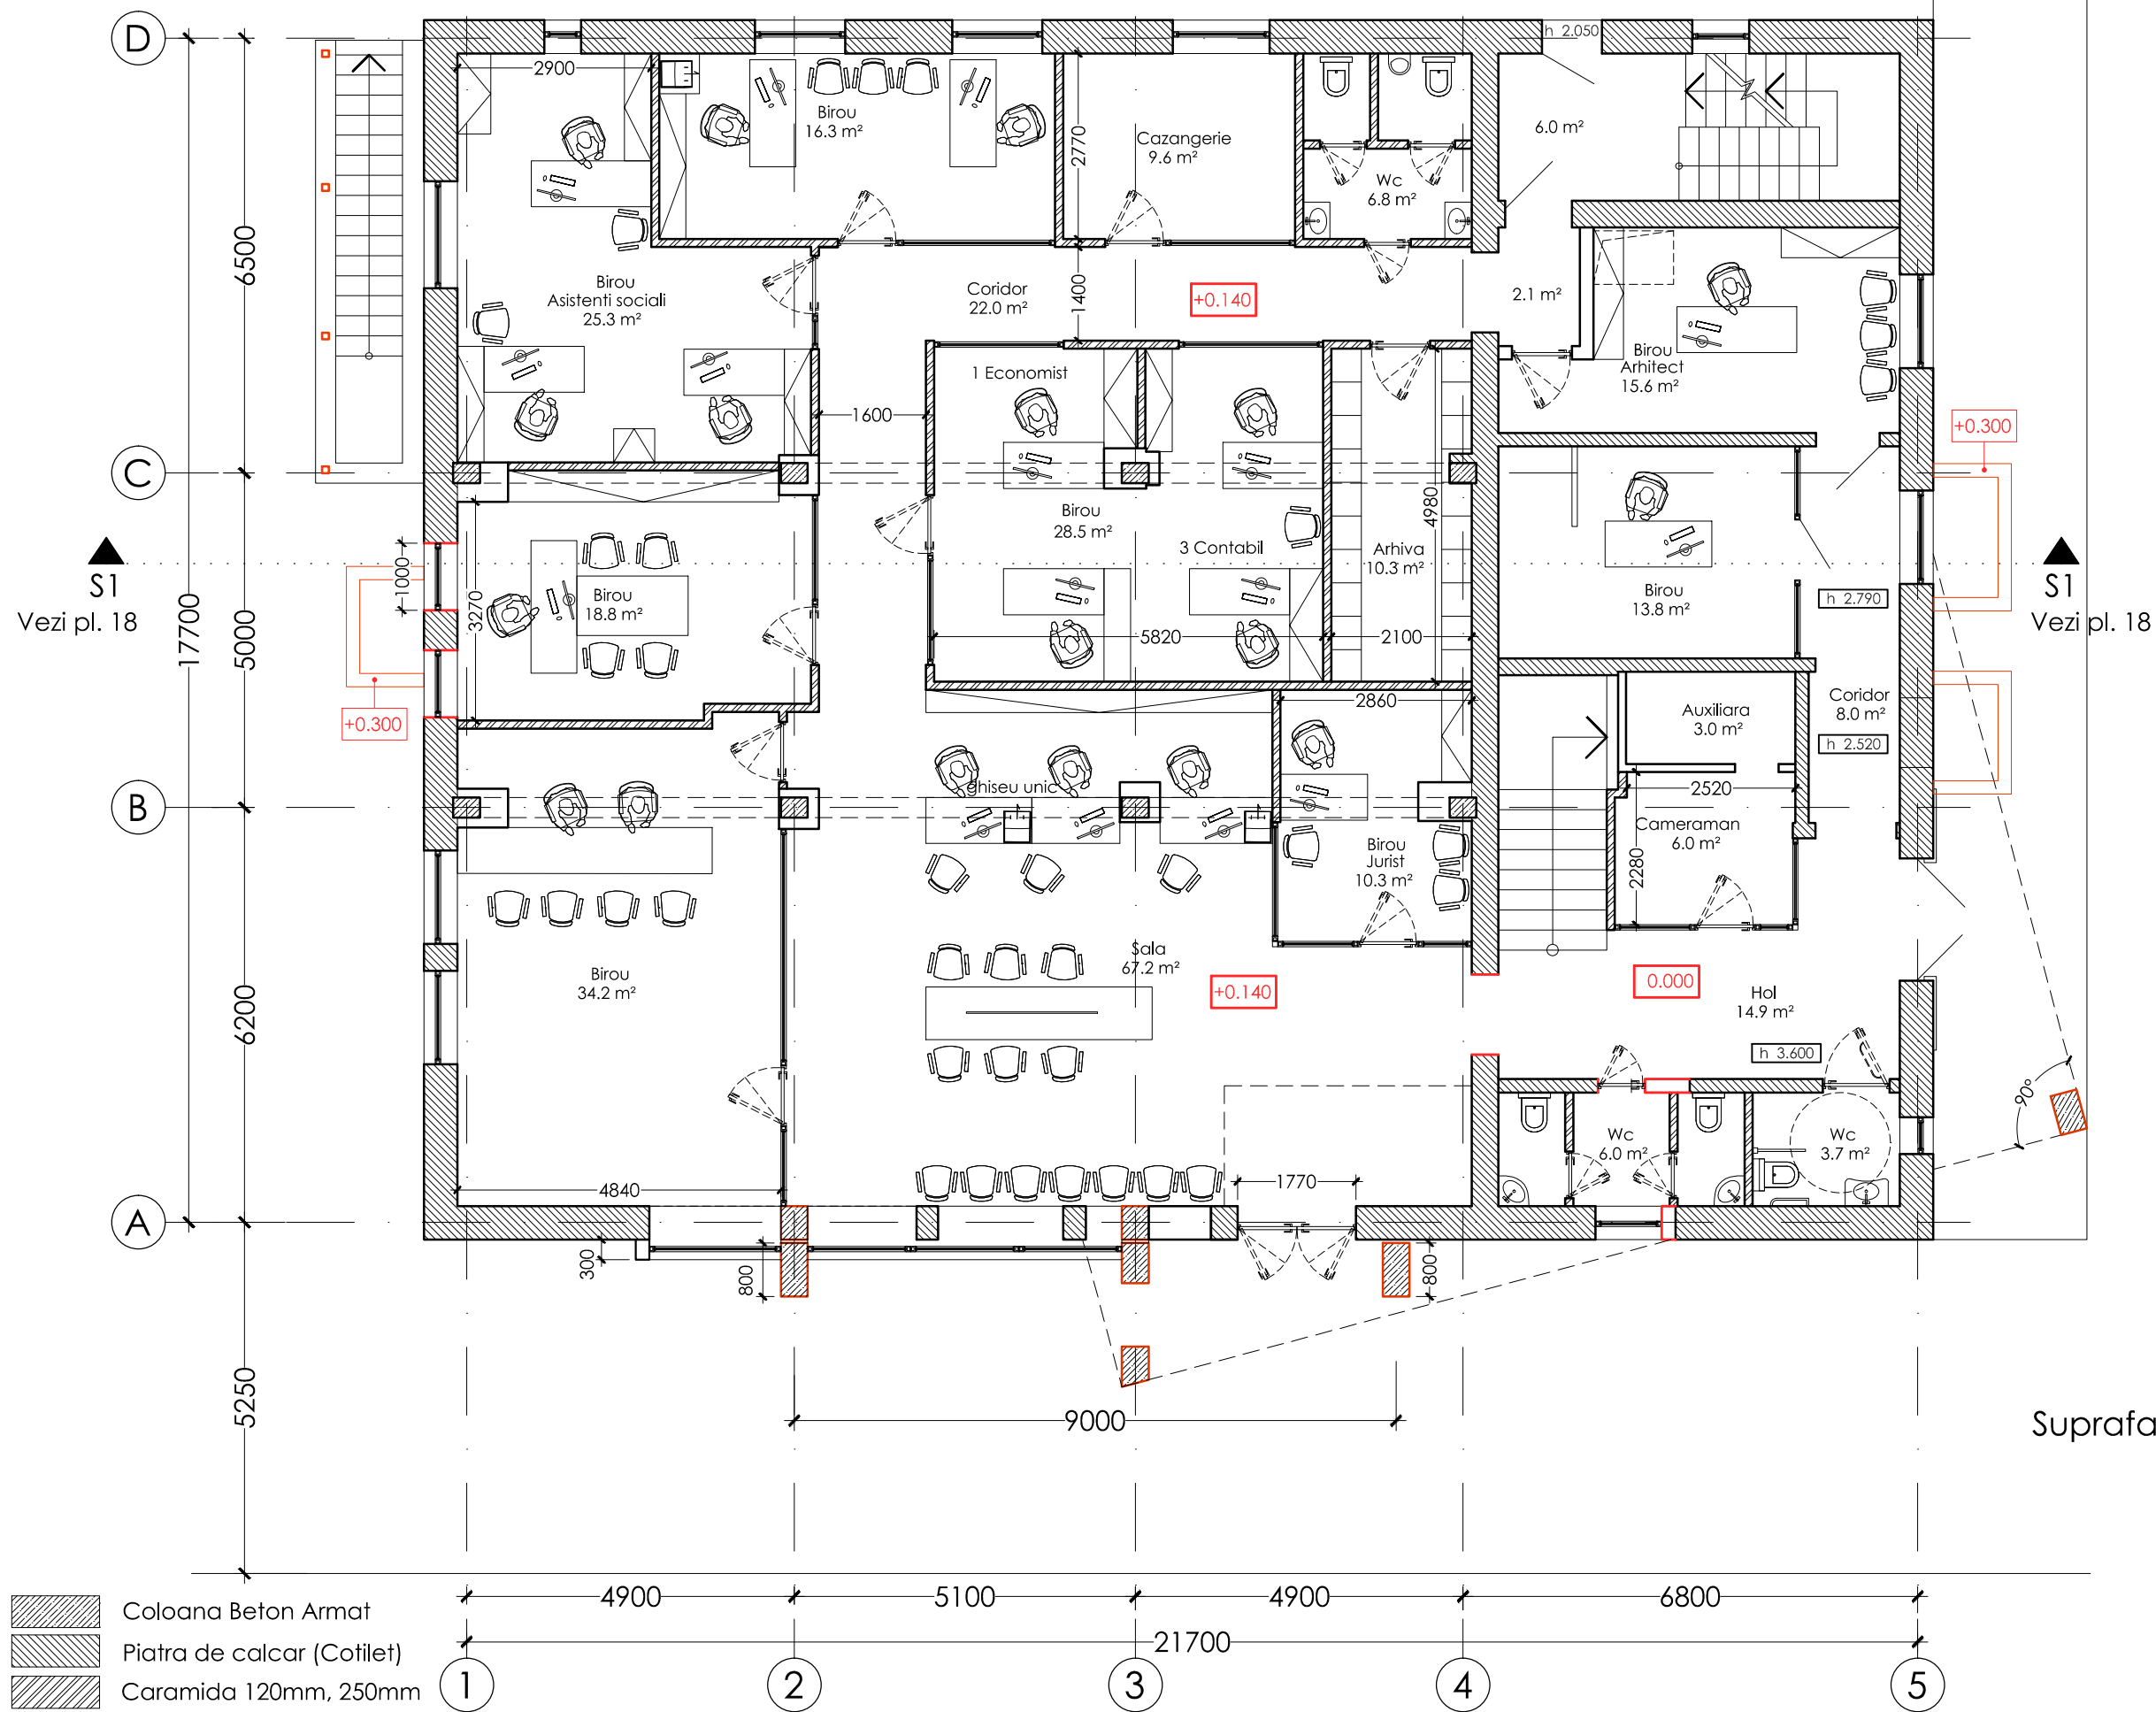 D
h 2.050
2900
Birou
16.3 m²
2770
Cazangerie
9.6 m²
Wc
6.8 m²
6.0 m²
6500
Birou
Asistenti sociali
25.3 m²
Coridor
22.0 m²
1400
+0.140
2.1 m²
Birou
Arhitect
15.6 m²
1 Economist
1600
+0.300
C
Birou
28.5 m²
3 Contabil
4980
Arhiva
10.3 m²
S1
Vezi pl. 18
17700
5000
1000
3270
Birou
18.8 m²
5820
2100
Birou
13.8 m²
h 2.790
S1
Vezi pl. 18
+0.300
2860
Auxiliara
3.0 m²
Coridor
8.0 m²
h 2.520
B
ghiseu unic
2520
Cameraman
6.0 m²
2280
Birou
Jurist
10.3 m²
6200
Birou
34.2 m²
Sala
67.2 m²
+0.140
0.000
Hol
14.9 m²
h 3.600
90°
Wc
6.0 m²
Wc
3.7 m²
4840
1770
A
300
800
800
5250
9000
Suprafa
4900
5100
4900
6800
21700
Coloana Beton Armat
Piatra de calcar (Cotilet)
Caramida 120mm, 250mm
1
2
3
4
5